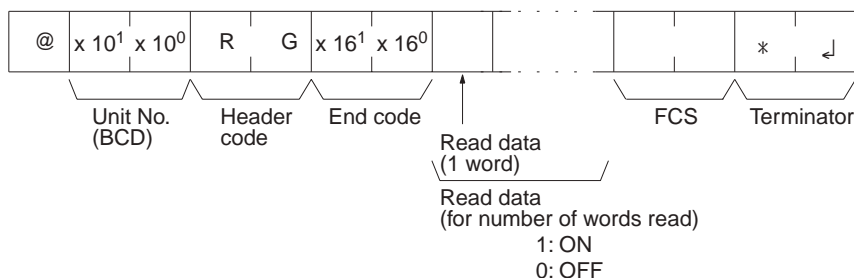 @ x 10¹ x 10⁰ R G x 16¹ x 16⁰ * ↲
Unit No. Header End code FCS Terminator
(BCD) code
Read data
(1 word)
Read data
(for number of words read)
1: ON
0: OFF